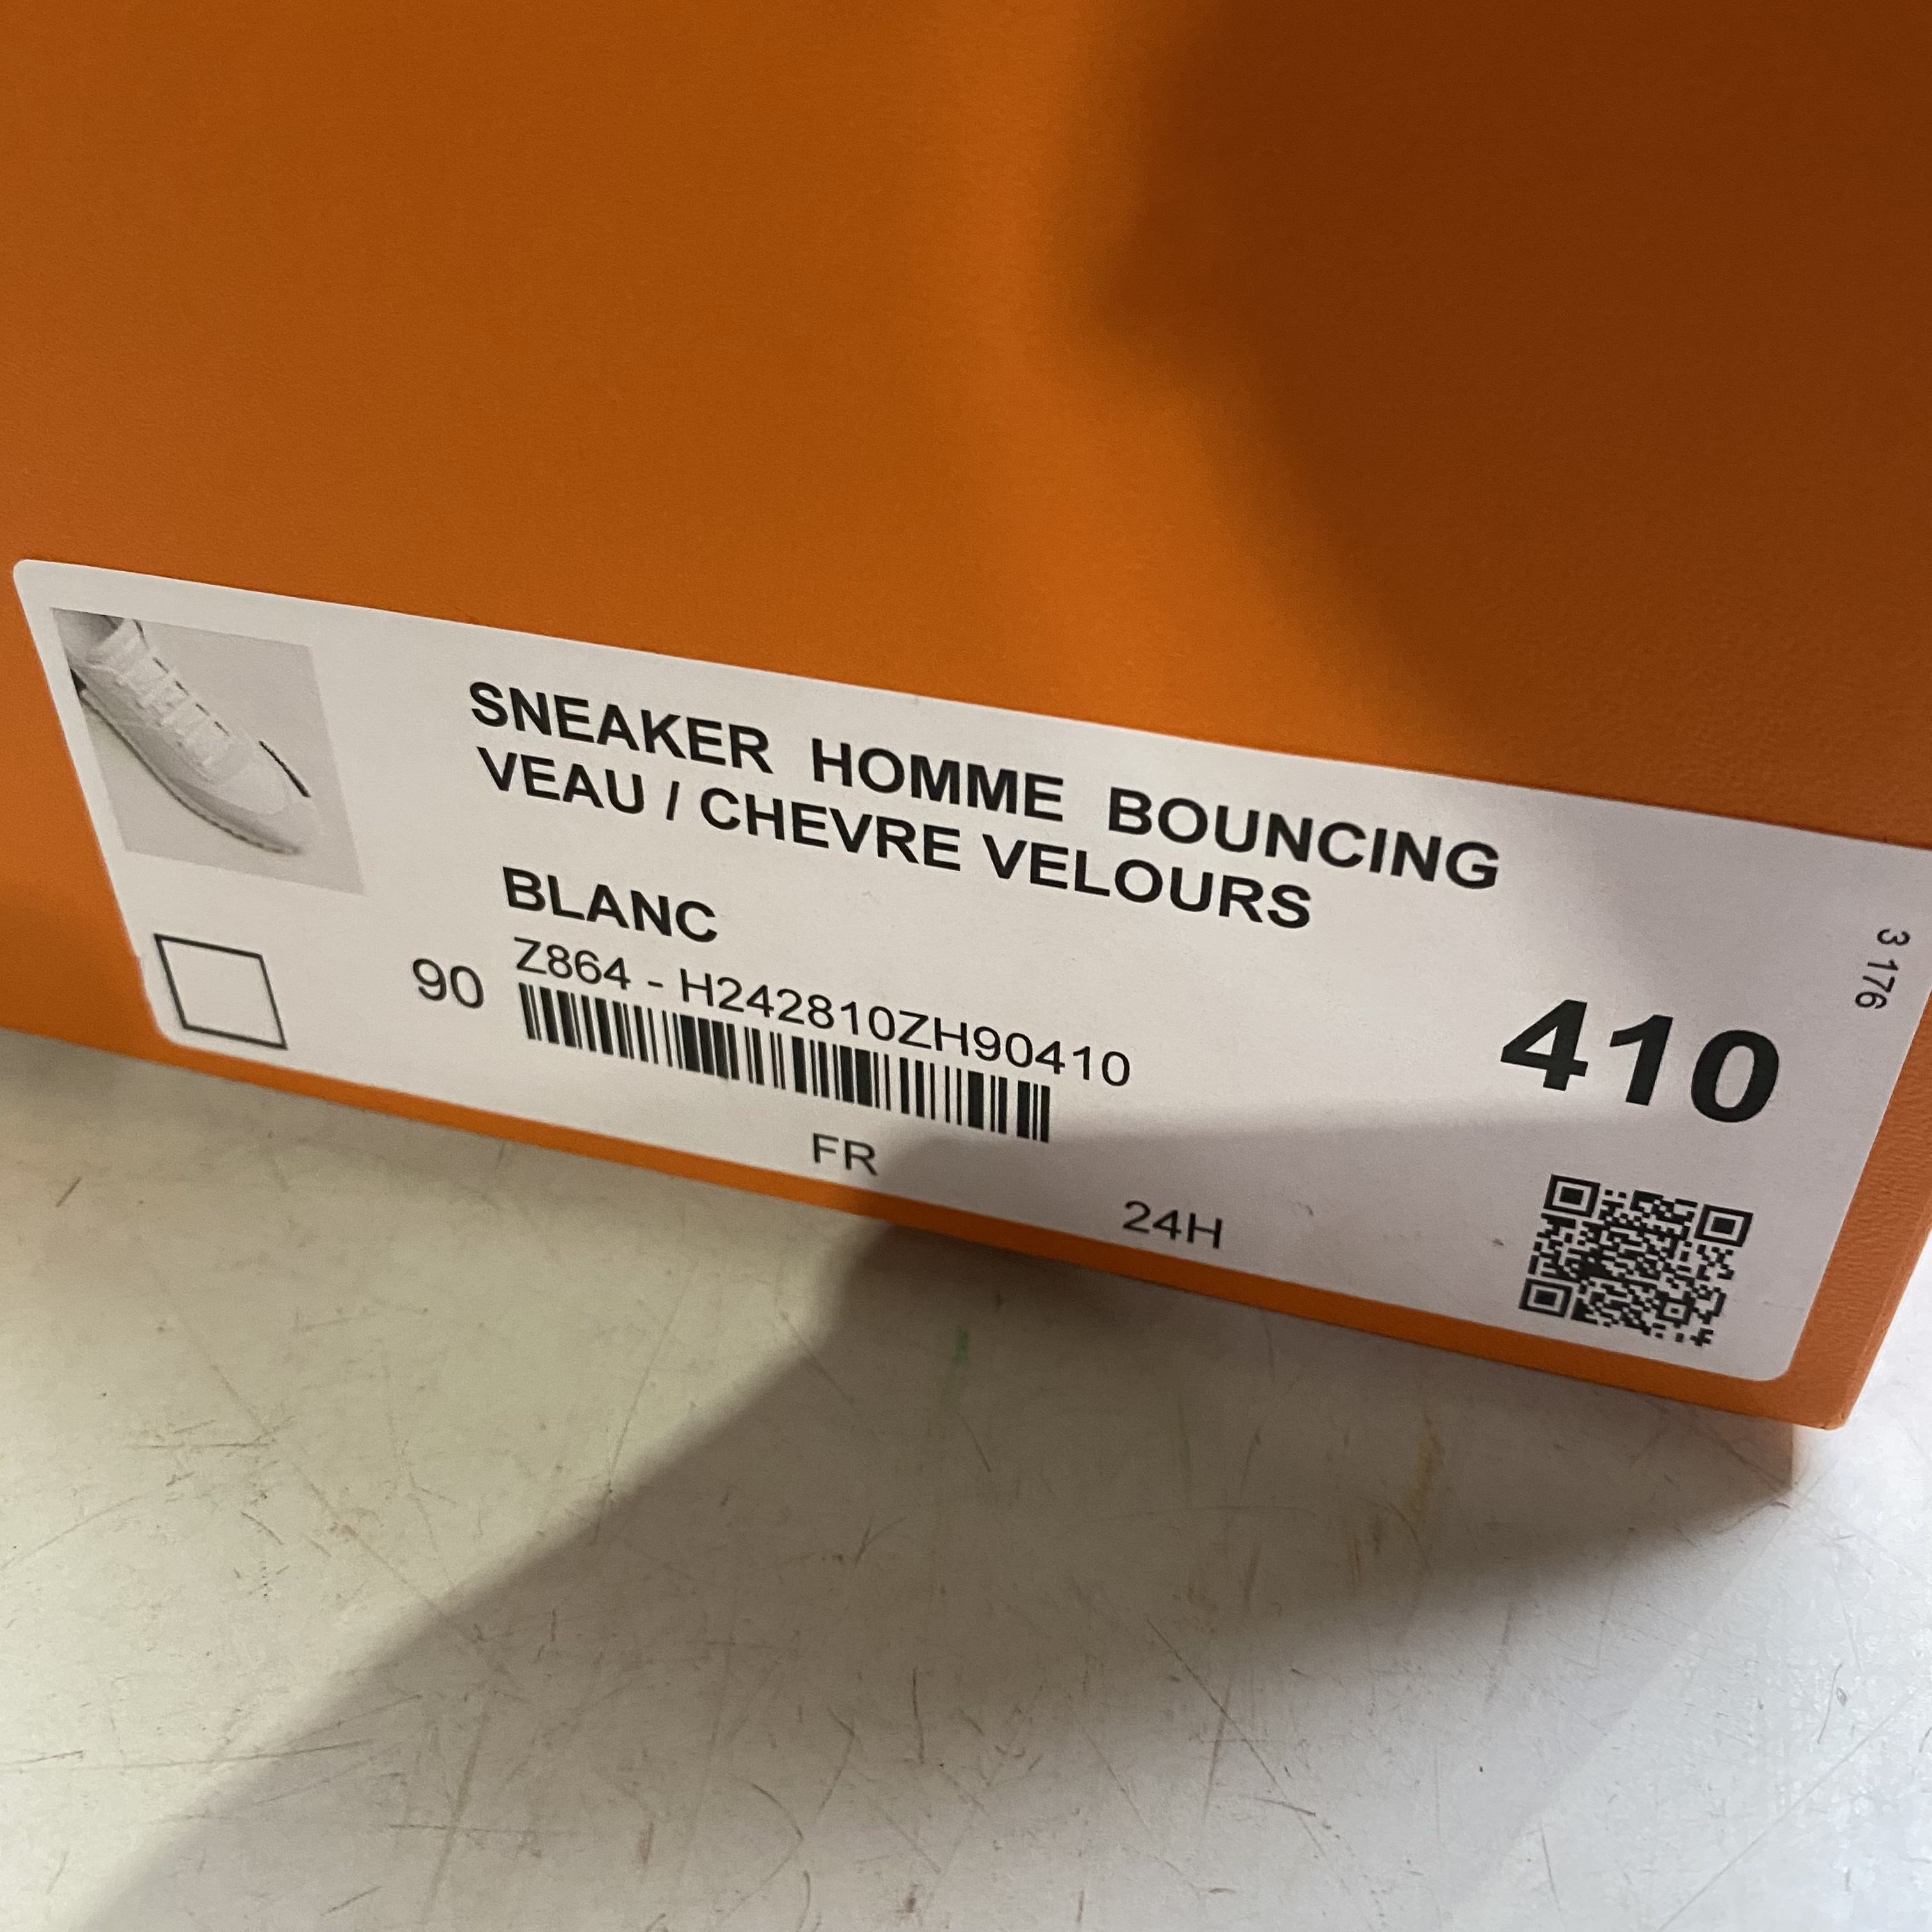 SNEAKER HOMME BOUNCING
VEAU / CHEVRE VELOURS
BLANC
90
Z864 - H242810ZH90410
410
3 176
FR
24H